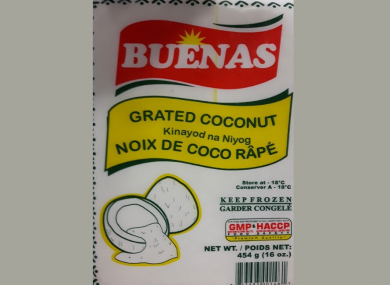 BUENAS
GRATED COCONUT
Kinayod na Niyog
NOIX DE COCO RÂPÉ
Store at - 18°C
Conserver A - 18°C
KEEP FROZEN
GARDER CONGELÉ
GMP HACCP
NET WT. / POIDS NET:
454 g (16 oz.)